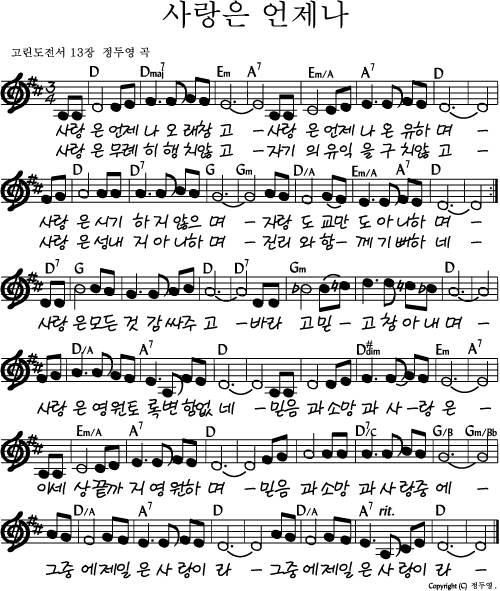 사랑은 언제나
고린도전서 13장 정두영 곡
D Dmaj7 Em A7 Em/A A7 D
사랑 은 언제 나 오 래참 고 - 사랑 은 언제 나 온 유하 며 -
사랑 은 무례 히 행 치않 고 - 자기 의 유익 을 구 치않 고 -
D D7 G Gm D/A Em/A A7 D
사랑 은 시기 하 지 않으 며 - 자랑 도 교만 도 아 니하 며 -
사랑 은 성내 지 아 니하 며 - 진리 와 함- 께 기 뻐하 네 -
D7 G D D7 Gm D
사랑 은 모든 것 감 싸주 고 - 바라 고 믿 - 고 참 아 내 며 -
D/A A7 D D#dim Em A7
사랑 은 영 원토 록 변 함없 네 - 믿음 과 소망 과 사 -랑 은 -
Em/A A7 D D7/C G/B Gm/Bb
이세 상 끝까 지 영 원하 며 - 믿음 과 소망 과 사 랑중 에 -
D/A A7 D D/A A7 rit. D
그중 에 제일 은 사 랑이 라 - 그중 에 제일 은 사 랑이 라 -
Copyright (C) 정두영 .
3
4